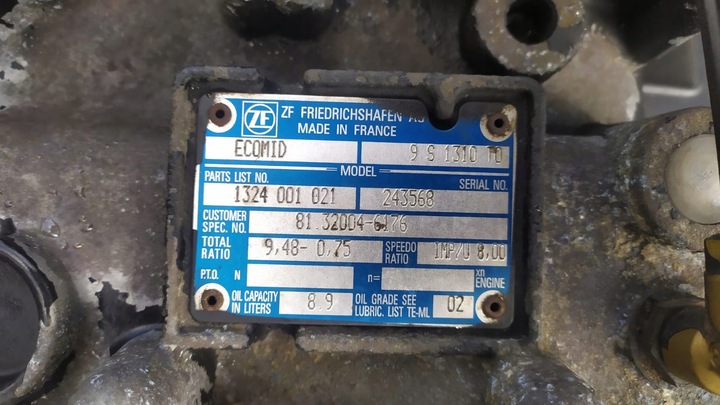 ZF ZF FRIEDRICHSHAFEN AG
MADE IN FRANCE
ECOMID 9 S 1310 TO
MODEL
PARTS LIST NO. SERIAL NO.
1324 001 021 243568
CUSTOMER SPEC. NO. 81.32004-6176
TOTAL RATIO 9,48- 0,75 SPEEDO RATIO IMP/U 8,00
P.T.O. N n= xn ENGINE
OIL CAPACITY IN LITERS 8.9 OIL GRADE SEE LUBRIC. LIST TE-ML 02